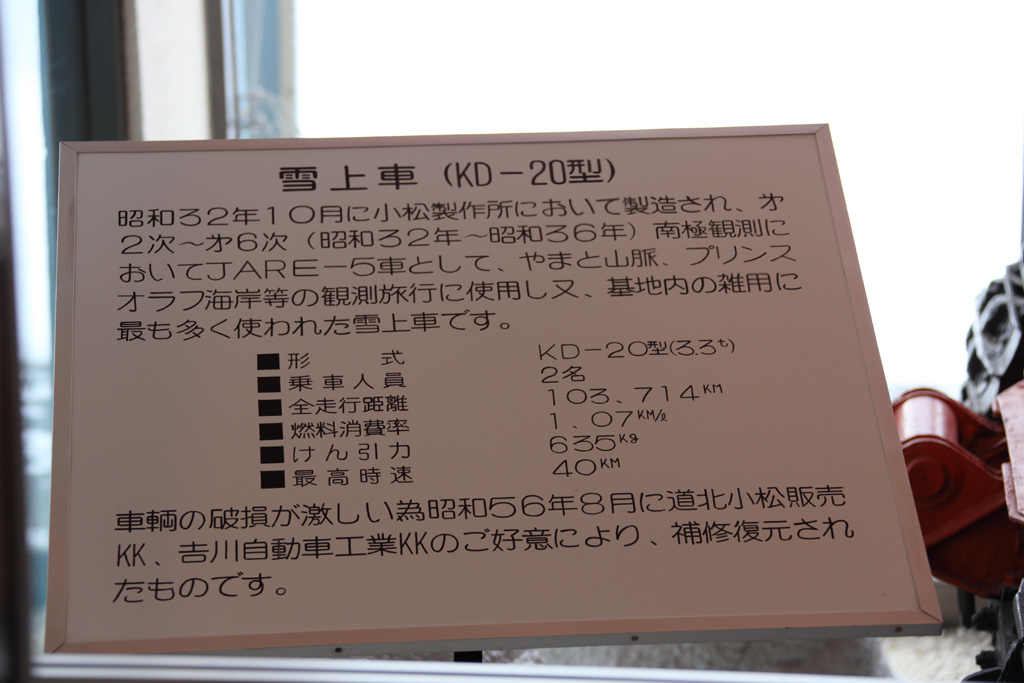 雪上車（KD－20型）
昭和32年10月に小松製作所において製造され、㐧
2次～㐧6次（昭和32年～昭和36年）南極観測に
おいてJARE－5車として、やまと山脈、プリンス
オラフ海岸等の観測旅行に使用し又、基地内の雑用に
最も多く使われた雪上車です。
■形式 KD－20型(3.3t)
■乗車人員 2名
■全走行距離 103、714KM
■燃料消費率 1、07KM/ℓ
■けん引力 635Kg
■最高時速 40KM
車輌の破損が激しい為昭和56年8月に道北小松販売
KK、吉川自動車工業KKのご好意により、補修復元され
たものです。